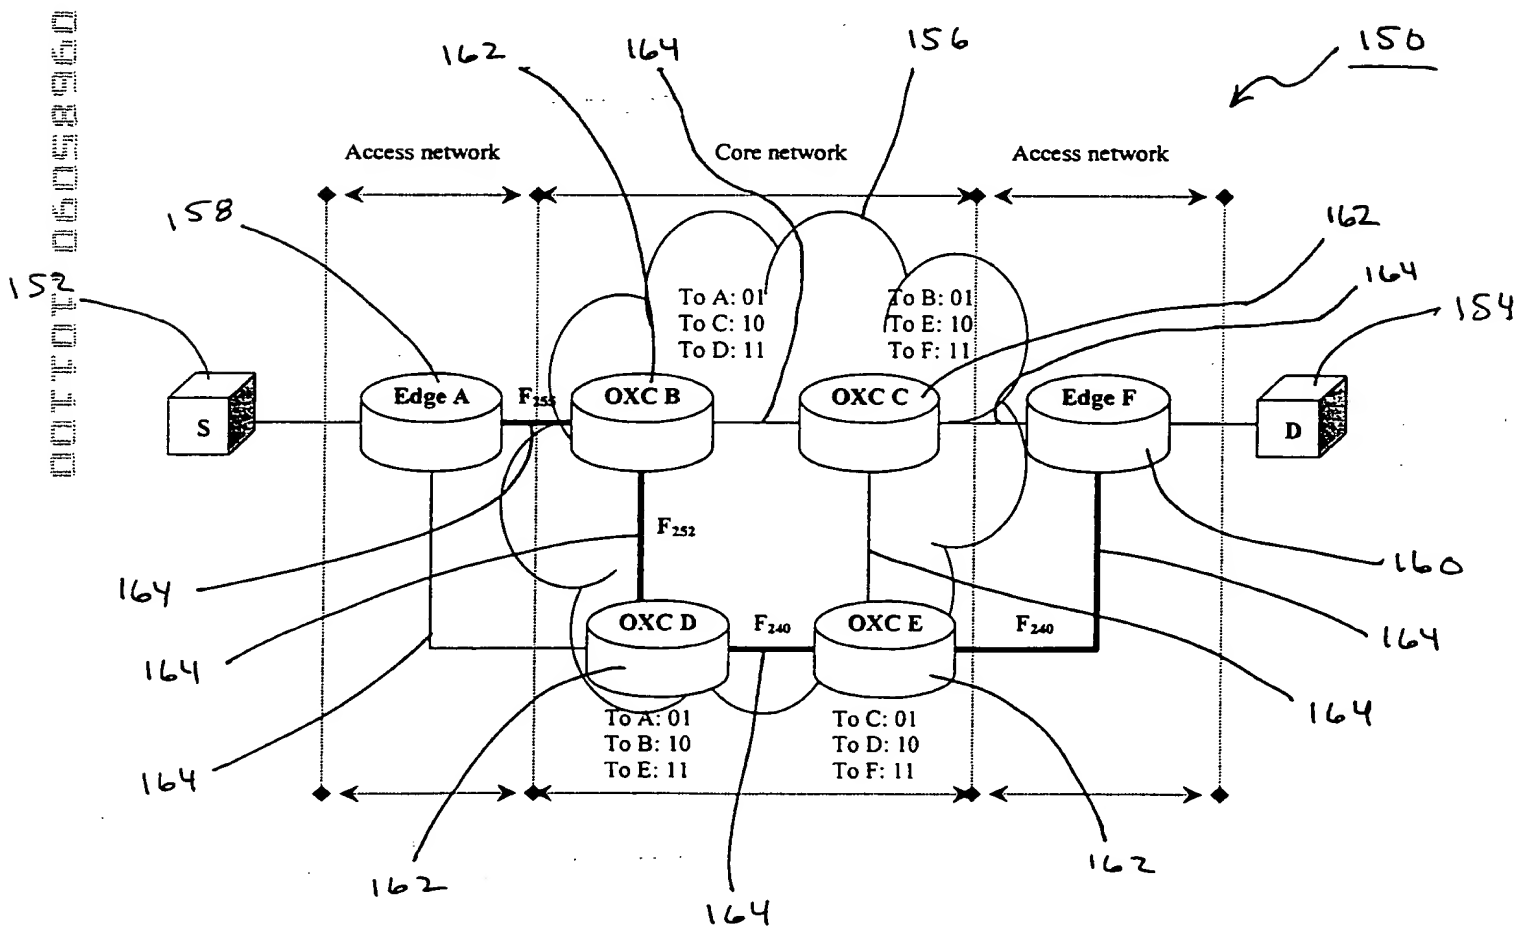 162
164
156
150
Access network
Core network
Access network
158
162
164
152
154
To A: 01
To C: 10
To D: 11
To B: 01
To E: 10
To F: 11
Edge A
F255
OXC B
OXC C
Edge F
S
D
F252
164
160
OXC D
F240
OXC E
F240
164
164
164
To A: 01
To B: 10
To E: 11
To C: 01
To D: 10
To F: 11
164
162
162
164